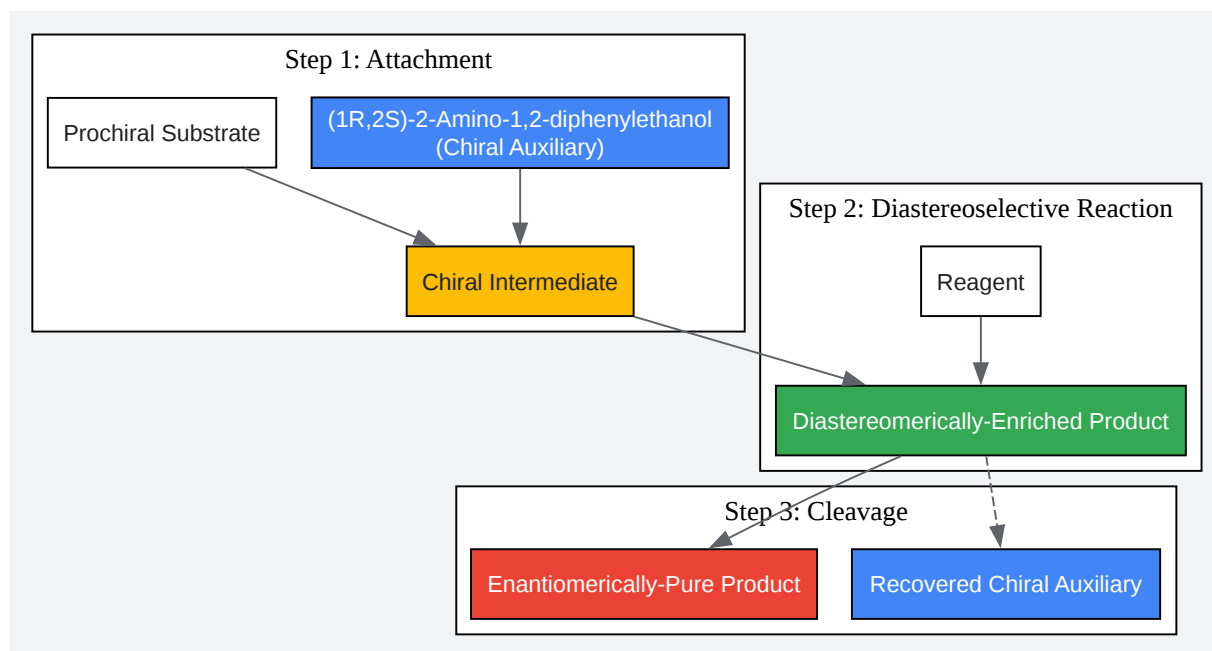 Step 1: Attachment
Prochiral Substrate
(1R,2S)-2-Amino-1,2-diphenylethanol
(Chiral Auxiliary)
Chiral Intermediate
Step 2: Diastereoselective Reaction
Reagent
Diastereomerically-Enriched Product
Step 3: Cleavage
Enantiomerically-Pure Product
Recovered Chiral Auxiliary